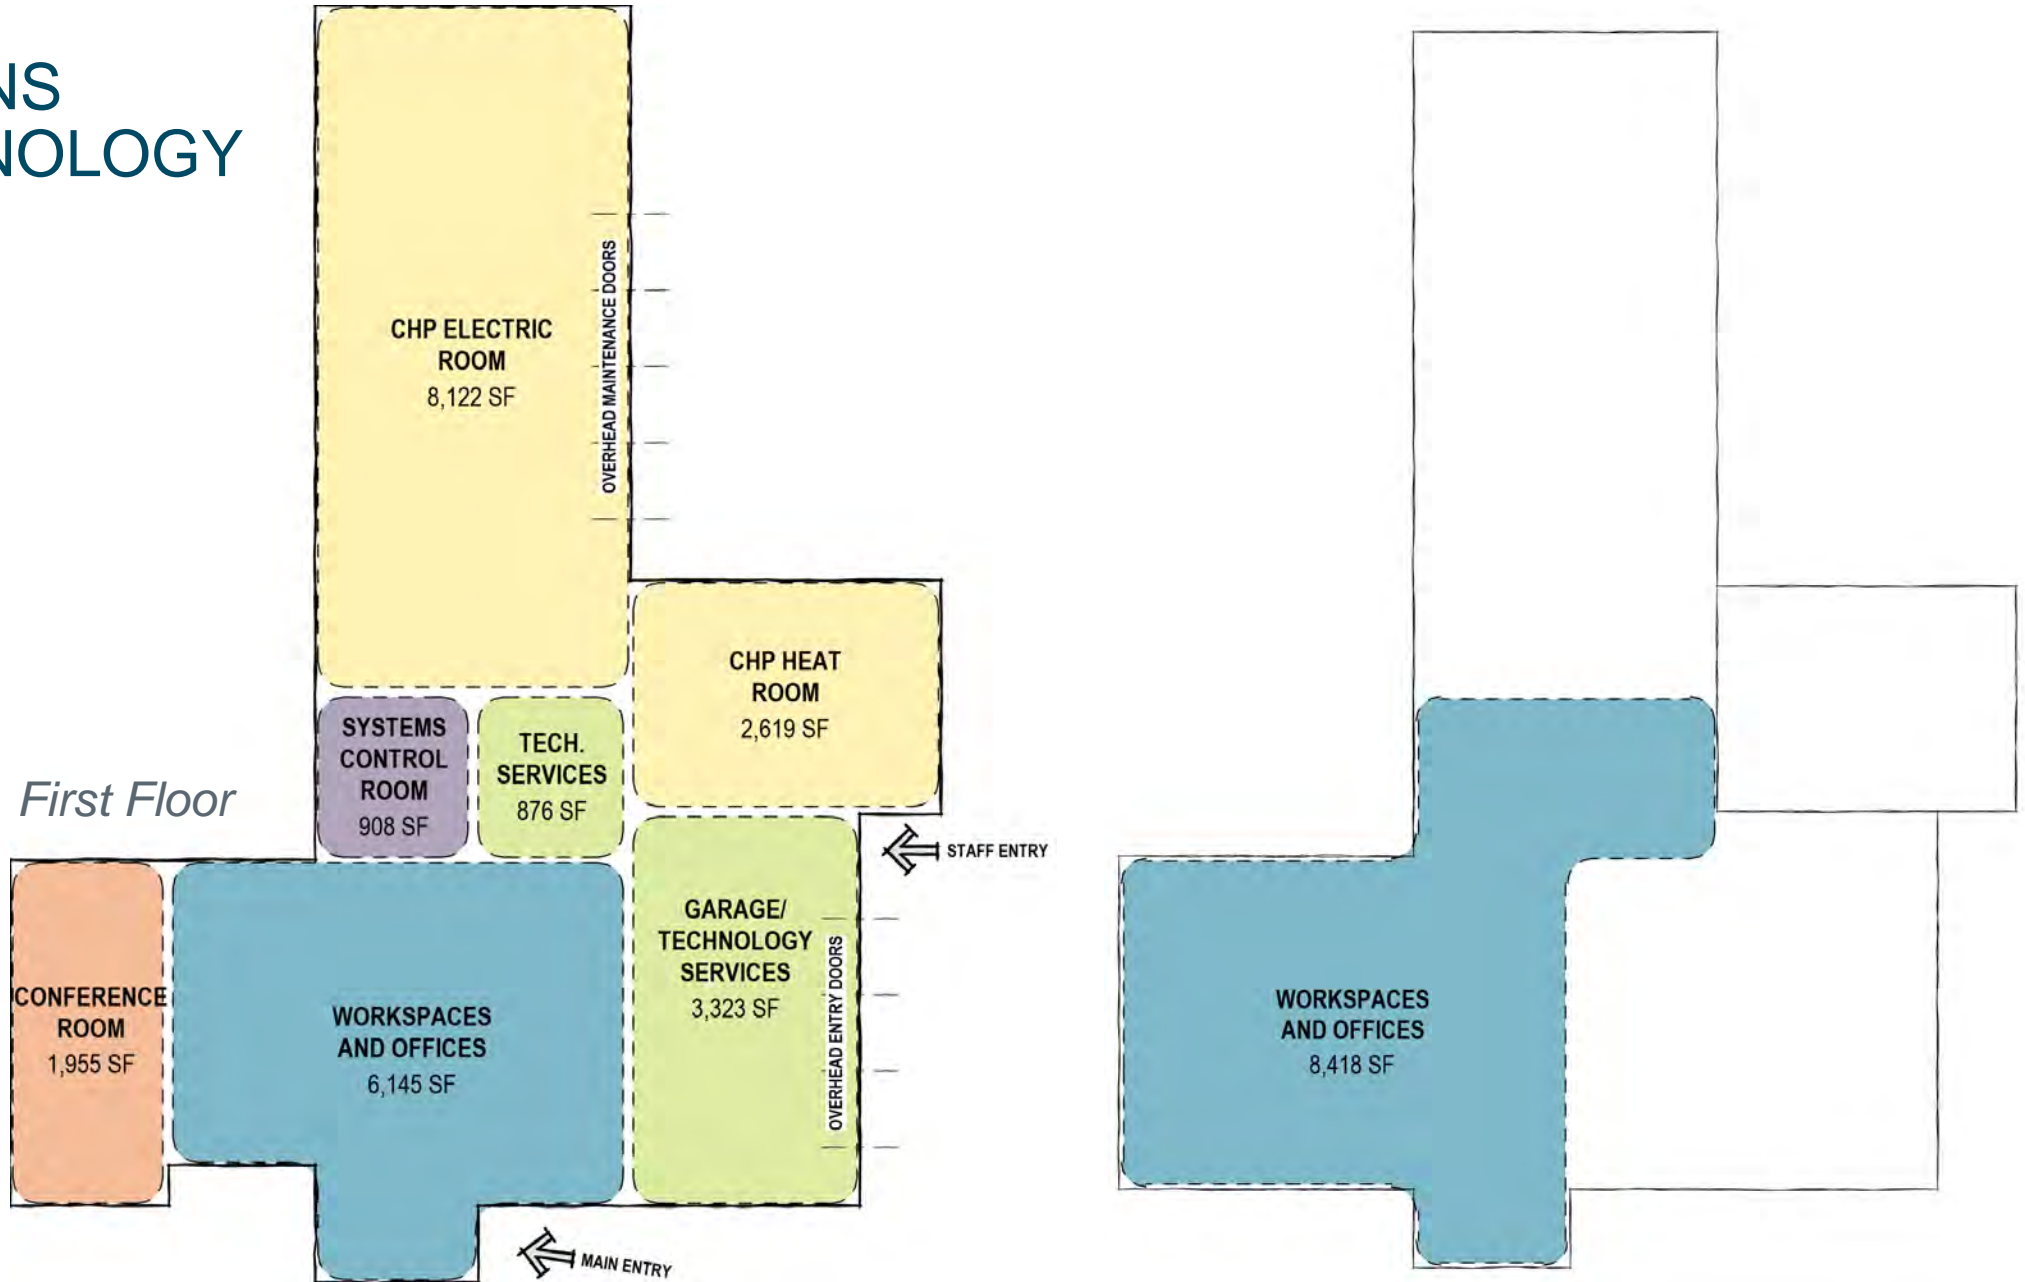 NS
NOLOGY
CHP ELECTRIC
ROOM
8,122 SF
OVERHEAD MAINTENANCE DOORS
CHP HEAT
ROOM
2,619 SF
SYSTEMS
CONTROL
ROOM
908 SF
TECH.
SERVICES
876 SF
First Floor
STAFF ENTRY
GARAGE/
TECHNOLOGY
SERVICES
3,323 SF
OVERHEAD ENTRY DOORS
CONFERENCE
ROOM
1,955 SF
WORKSPACES
AND OFFICES
6,145 SF
MAIN ENTRY
WORKSPACES
AND OFFICES
8,418 SF